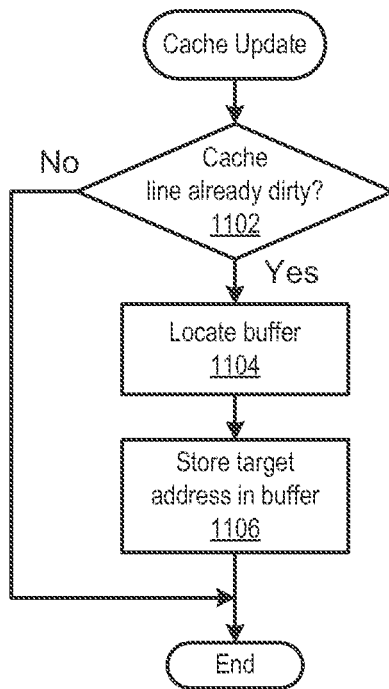 Cache Update
No
Cache
line already dirty?
1102
Yes
Locate buffer
1104
Store target
address in buffer
1106
End